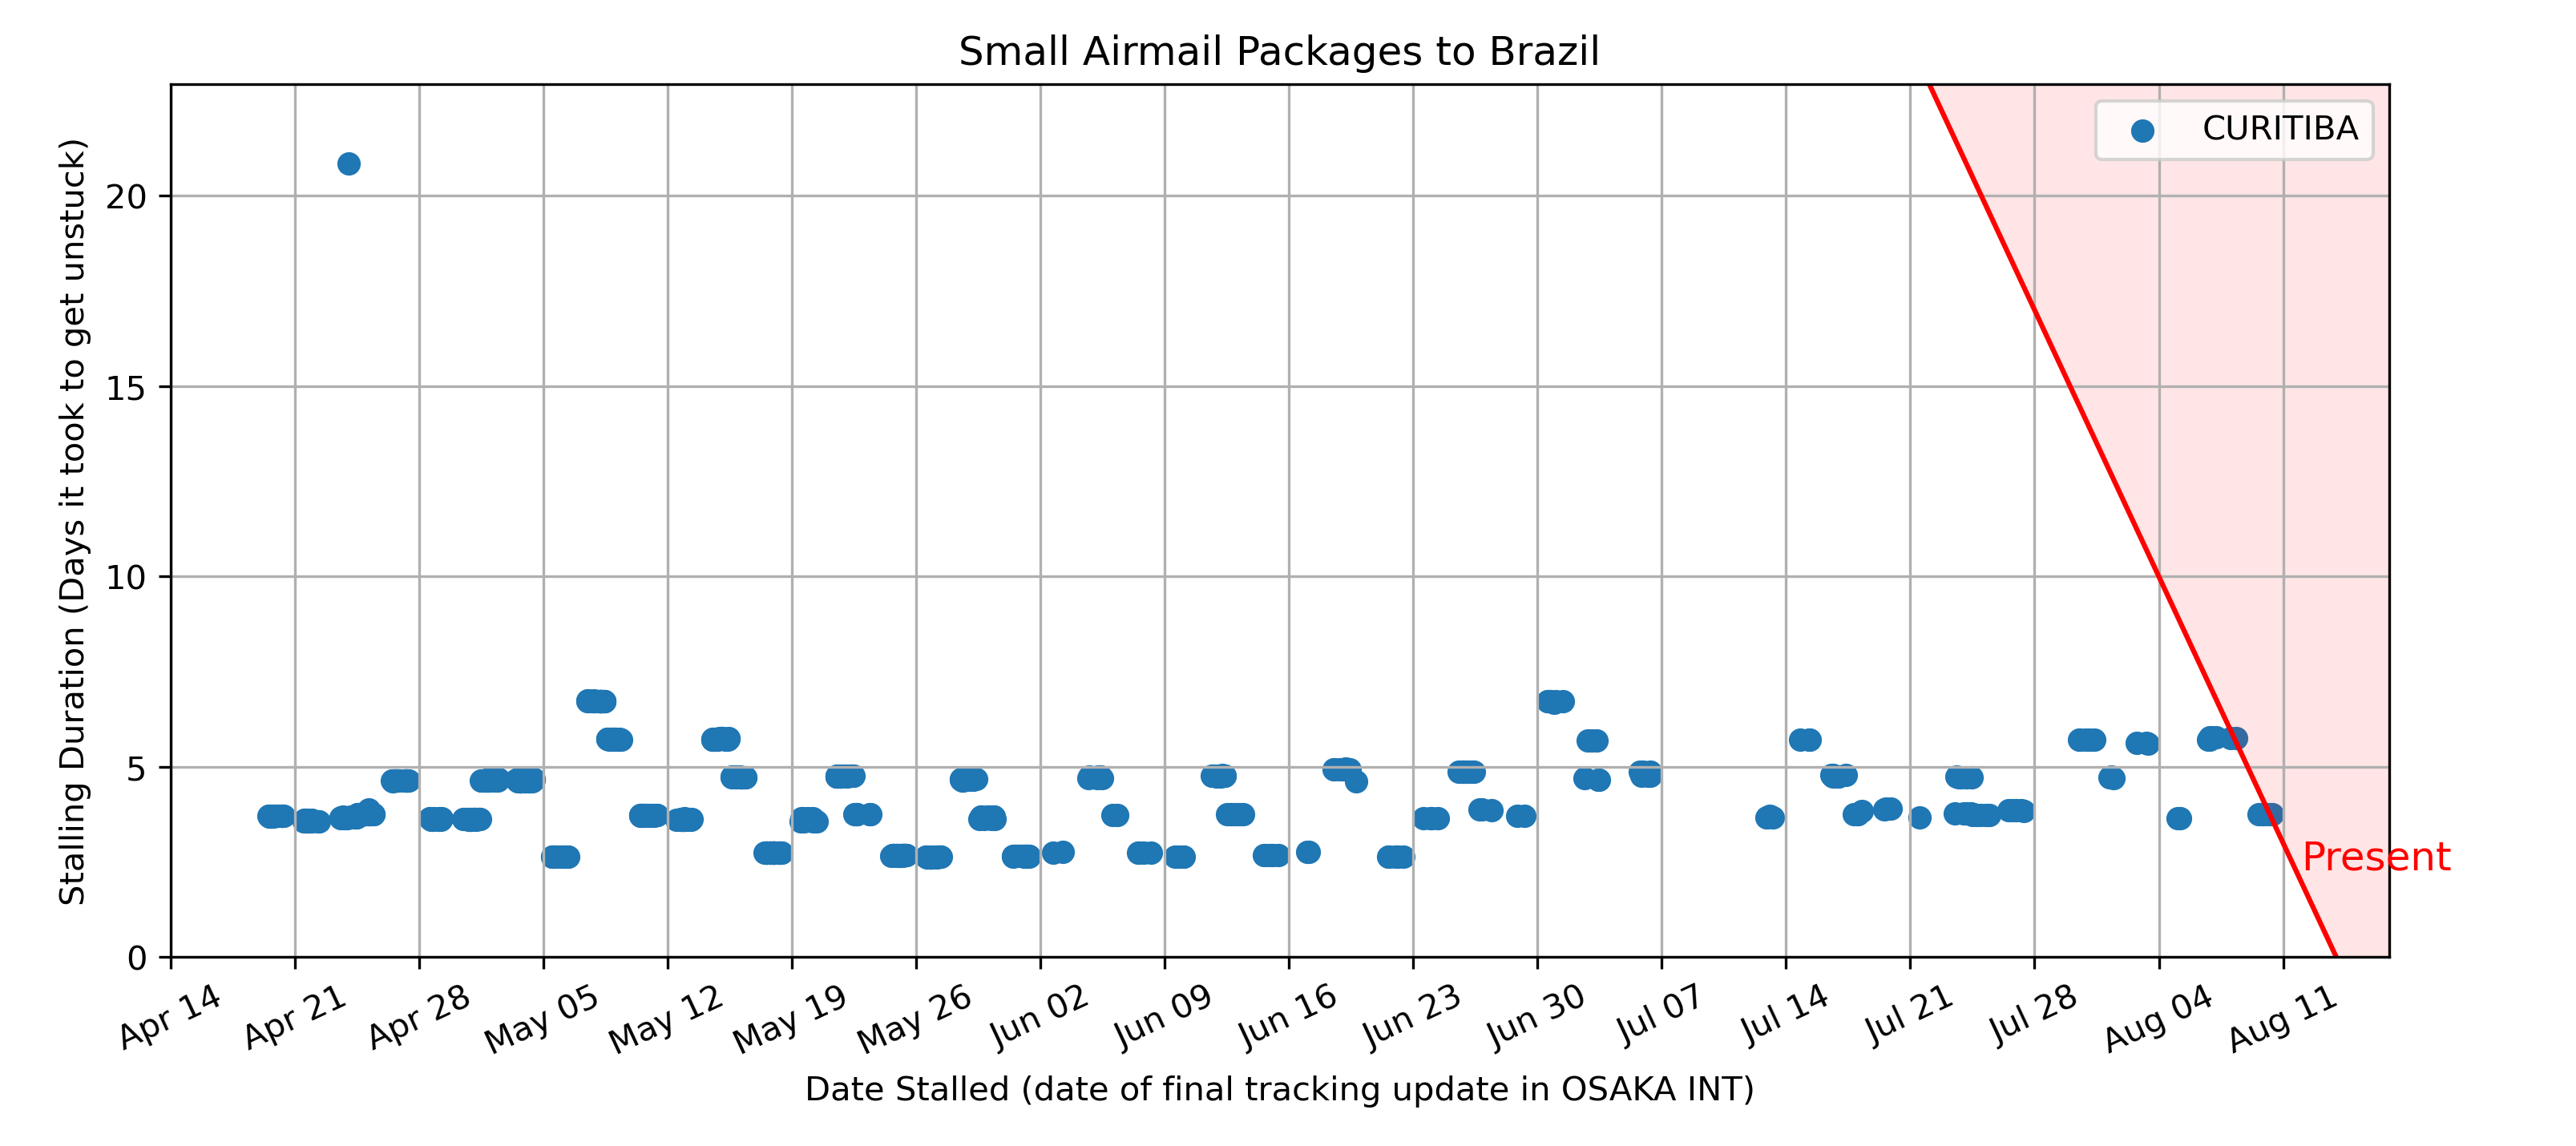 Small Airmail Packages to Brazil
CURITIBA
Stalling Duration (Days it took to get unstuck)
20
15
10
5
0
Present
Apr 14
Apr 21
Apr 28
May 05
May 12
May 19
May 26
Jun 02
Jun 09
Jun 16
Jun 23
Jun 30
Jul 07
Jul 14
Jul 21
Jul 28
Aug 04
Aug 11
Date Stalled (date of final tracking update in OSAKA INT)